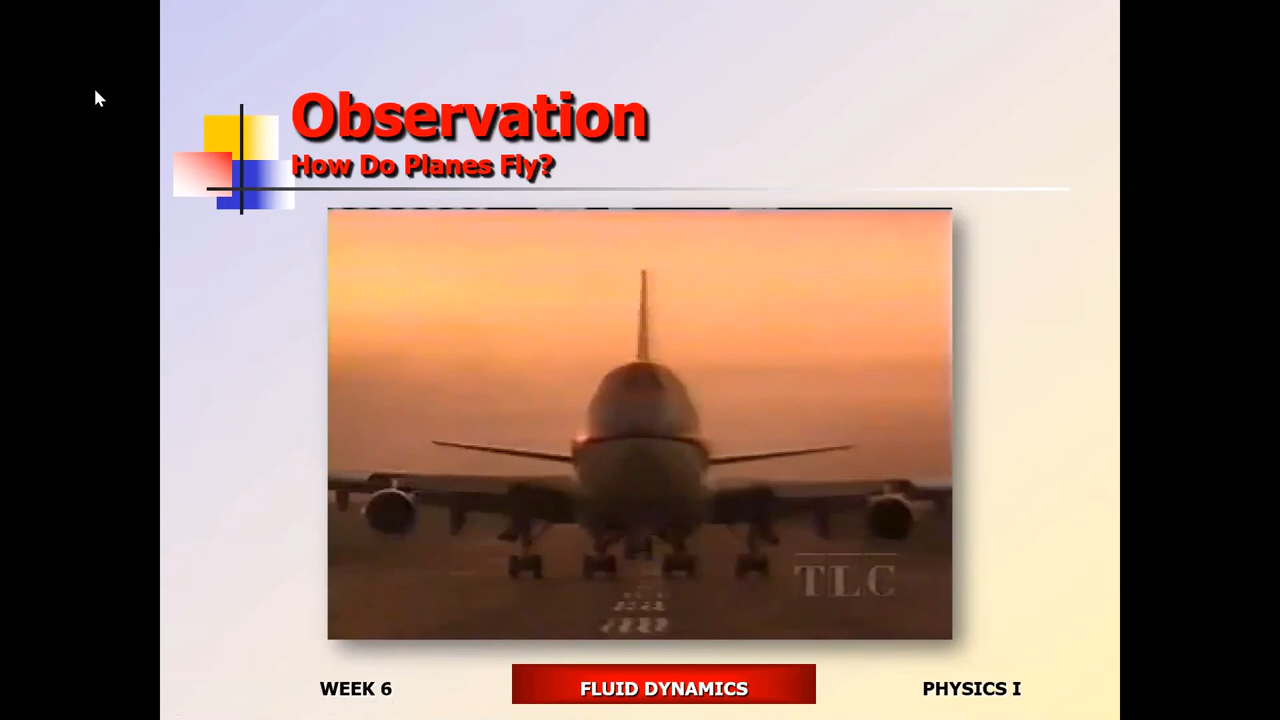 Observation
How Do Planes Fly?
TLC
WEEK 6
FLUID DYNAMICS
PHYSICS I